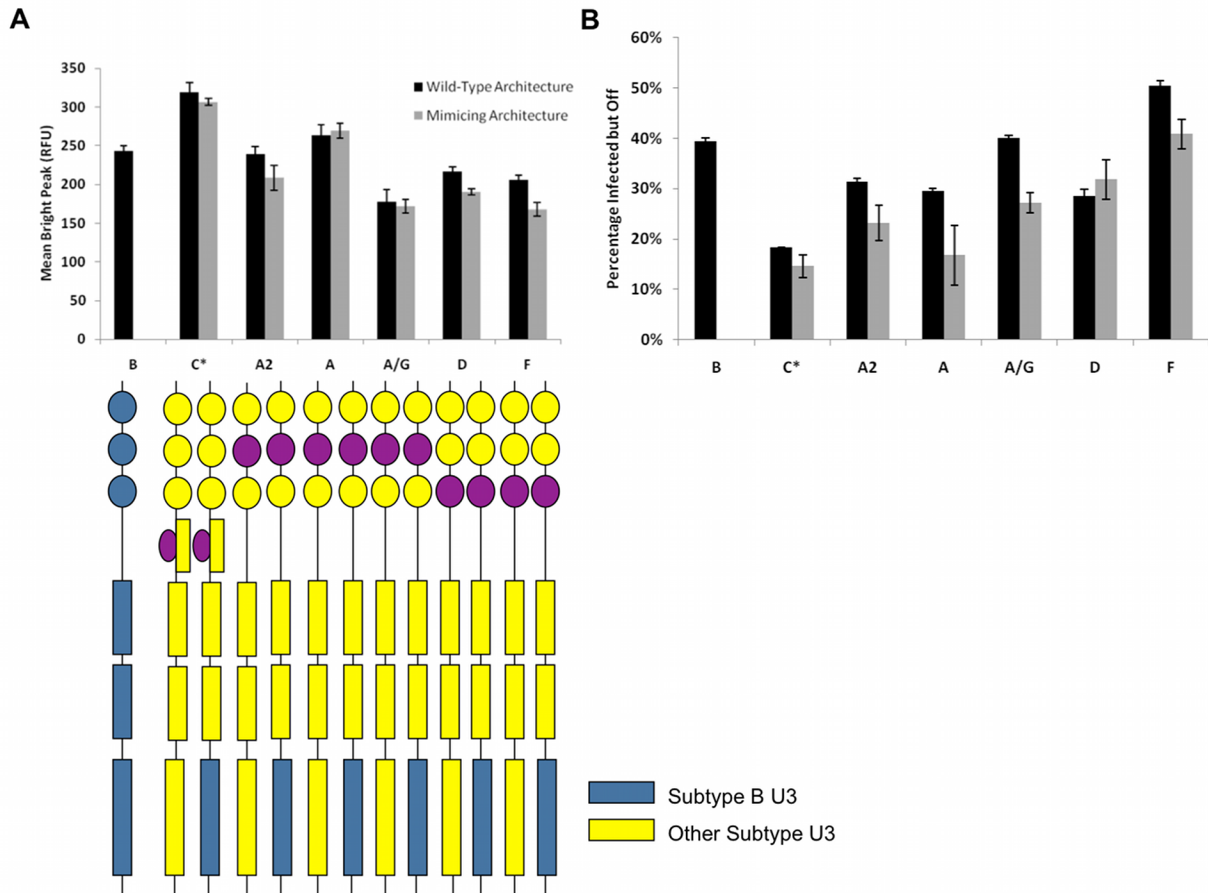 A
Mean Bright Peak (RFU)
350
300
250
200
150
100
50
0
Wild-Type Architecture
Mimicing Architecture
B C* A2 A A/G D F
B
Percentage Infected but Off
60%
50%
40%
30%
20%
10%
0%
B C* A2 A A/G D F
Subtype B U3
Other Subtype U3